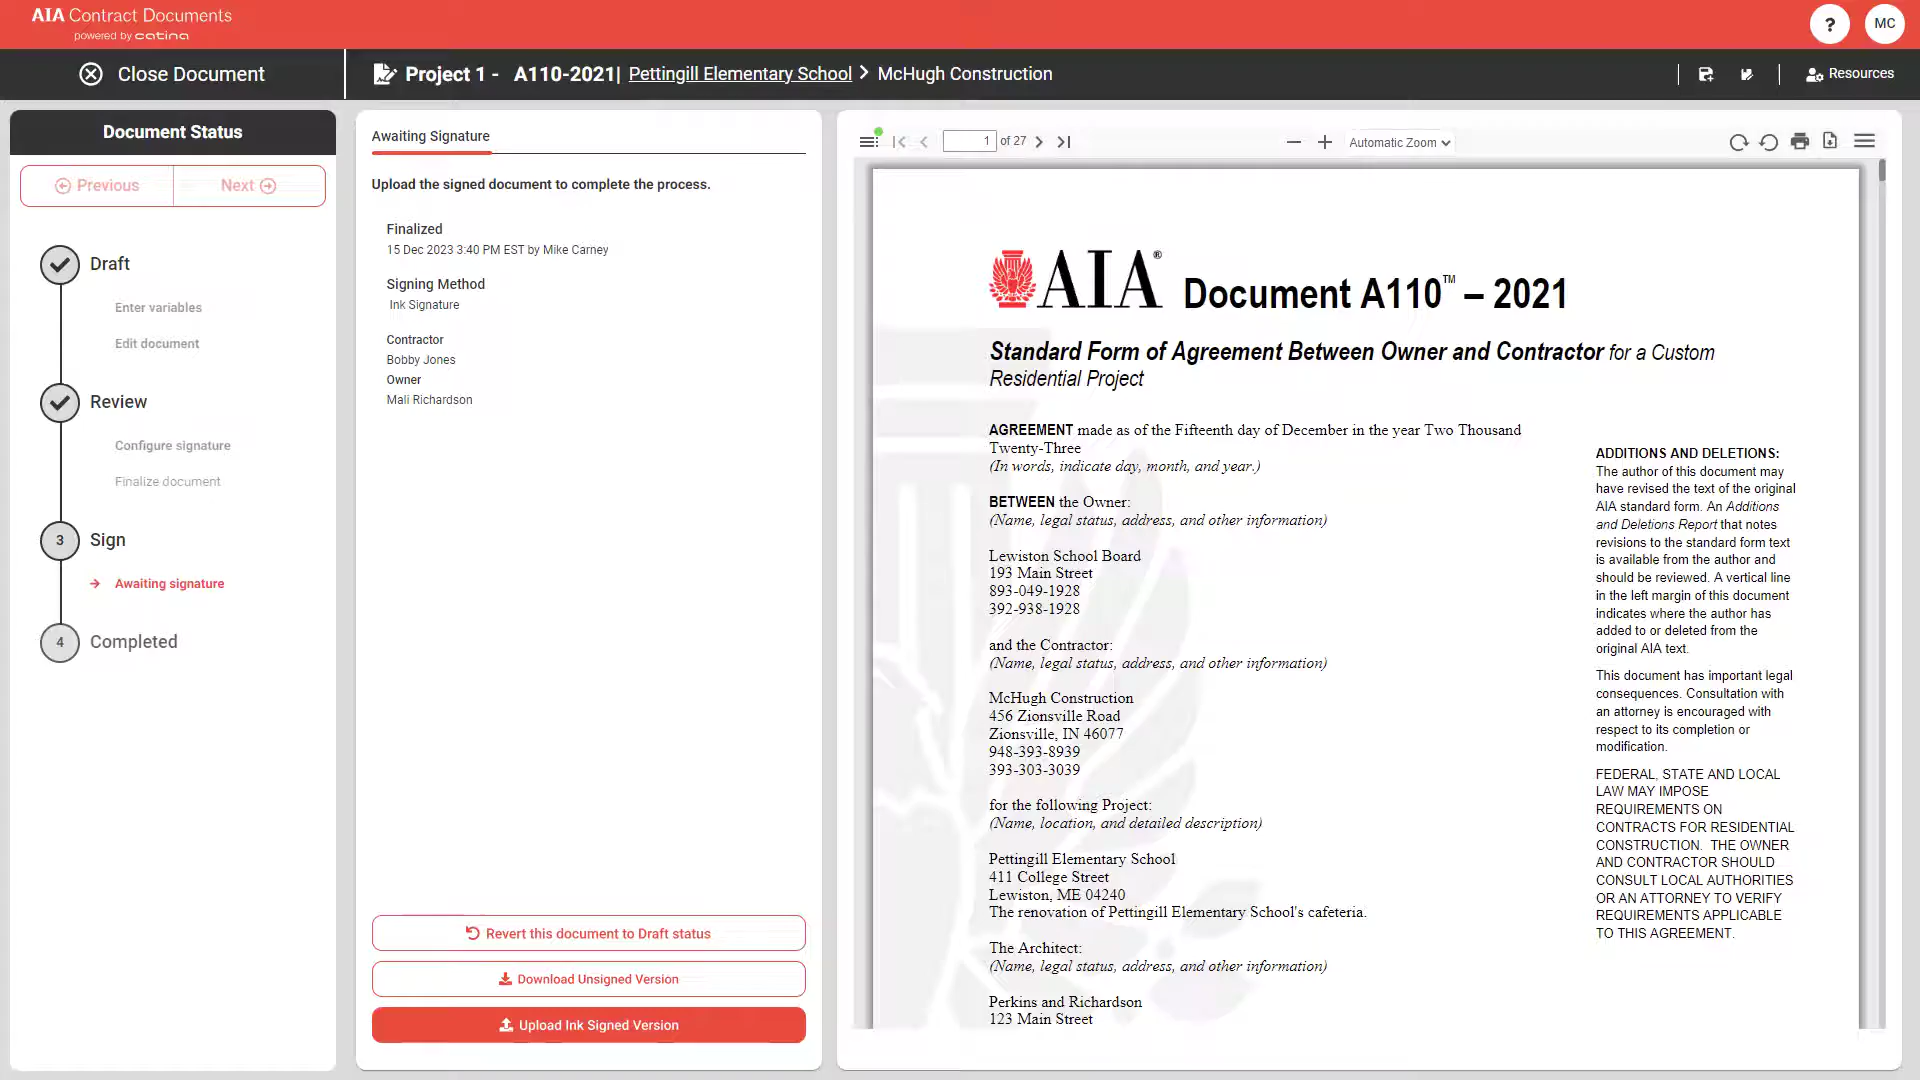 AIA Contract Documents
powered by catina
?
MC
Close Document
Project 1 - A110-2021| Pettingill Elementary School > McHugh Construction
Resources
Document Status
Previous
Next
Draft
Enter variables
Edit document
Review
Configure signature
Finalize document
3 Sign
Awaiting signature
4 Completed
Awaiting Signature
Upload the signed document to complete the process.
Finalized
15 Dec 2023 3:40 PM EST by Mike Carney
Signing Method
Ink Signature
Contractor
Bobby Jones
Owner
Mali Richardson
Revert this document to Draft status
Download Unsigned Version
Upload Ink Signed Version
1 of 27
Automatic Zoom
AIA® Document A110™ – 2021
Standard Form of Agreement Between Owner and Contractor for a Custom
Residential Project
AGREEMENT made as of the Fifteenth day of December in the year Two Thousand
Twenty-Three
(In words, indicate day, month, and year.)
BETWEEN the Owner:
(Name, legal status, address, and other information)
Lewiston School Board
193 Main Street
893-049-1928
392-938-1928
and the Contractor:
(Name, legal status, address, and other information)
McHugh Construction
456 Zionsville Road
Zionsville, IN 46077
948-393-8939
393-303-3039
for the following Project:
(Name, location, and detailed description)
Pettingill Elementary School
411 College Street
Lewiston, ME 04240
The renovation of Pettingill Elementary School's cafeteria.
The Architect:
(Name, legal status, address, and other information)
Perkins and Richardson
123 Main Street
ADDITIONS AND DELETIONS:
The author of this document may
have revised the text of the original
AIA standard form. An Additions
and Deletions Report that notes
revisions to the standard form text
is available from the author and
should be reviewed. A vertical line
in the left margin of this document
indicates where the author has
added to or deleted from the
original AIA text.
This document has important legal
consequences. Consultation with
an attorney is encouraged with
respect to its completion or
modification.
FEDERAL, STATE AND LOCAL
LAW MAY IMPOSE
REQUIREMENTS ON
CONTRACTS FOR RESIDENTIAL
CONSTRUCTION. THE OWNER
AND CONTRACTOR SHOULD
CONSULT LOCAL AUTHORITIES
OR AN ATTORNEY TO VERIFY
REQUIREMENTS APPLICABLE
TO THIS AGREEMENT.